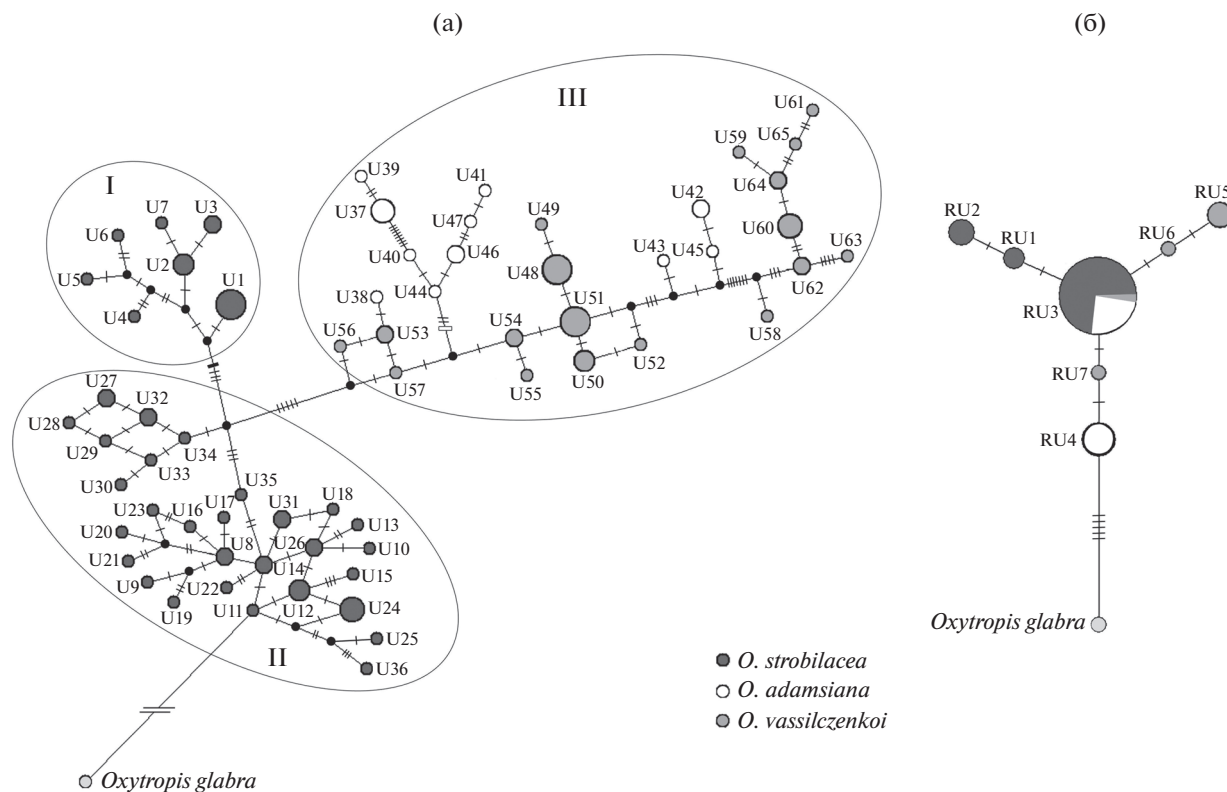 (а)
(б)
III
I
II
U39
U37
U41
U47
U46
U40
U44
U38
U56
U53
U57
U49
U48
U51
U54
U55
U50
U52
U42
U43
U45
U61
U59
U65
U64
U60
U63
U62
U58
U7
U3
U6
U2
U1
U5
U4
U27
U32
U28
U29
U34
U33
U30
U35
U23
U16
U17
U31
U18
U13
U20
U8
U26
U10
U21
U14
U15
U9
U22
U19
U11
U12
U24
U25
U36
Oxytropis glabra
O. strobilacea
O. adamsiana
O. vassilczenkoi
RU2
RU1
RU3
RU5
RU6
RU7
RU4
Oxytropis glabra